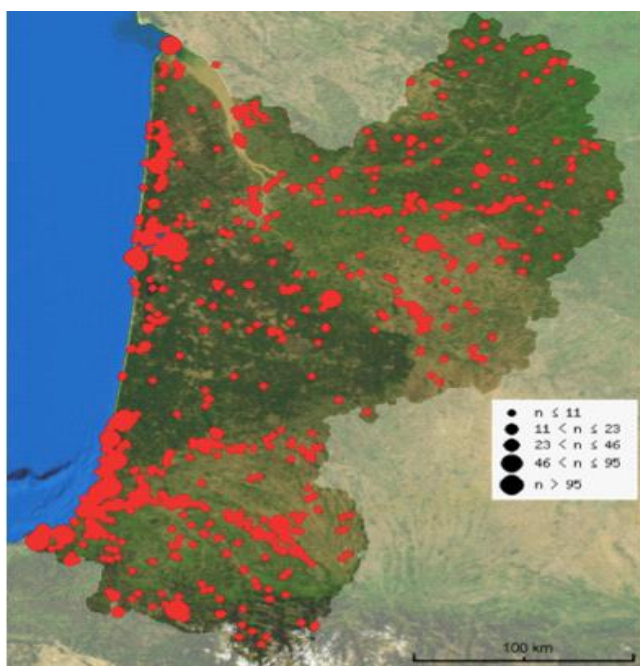 n ≤ 11
11 < n ≤ 23
23 < n ≤ 46
46 < n ≤ 95
n > 95
100 km